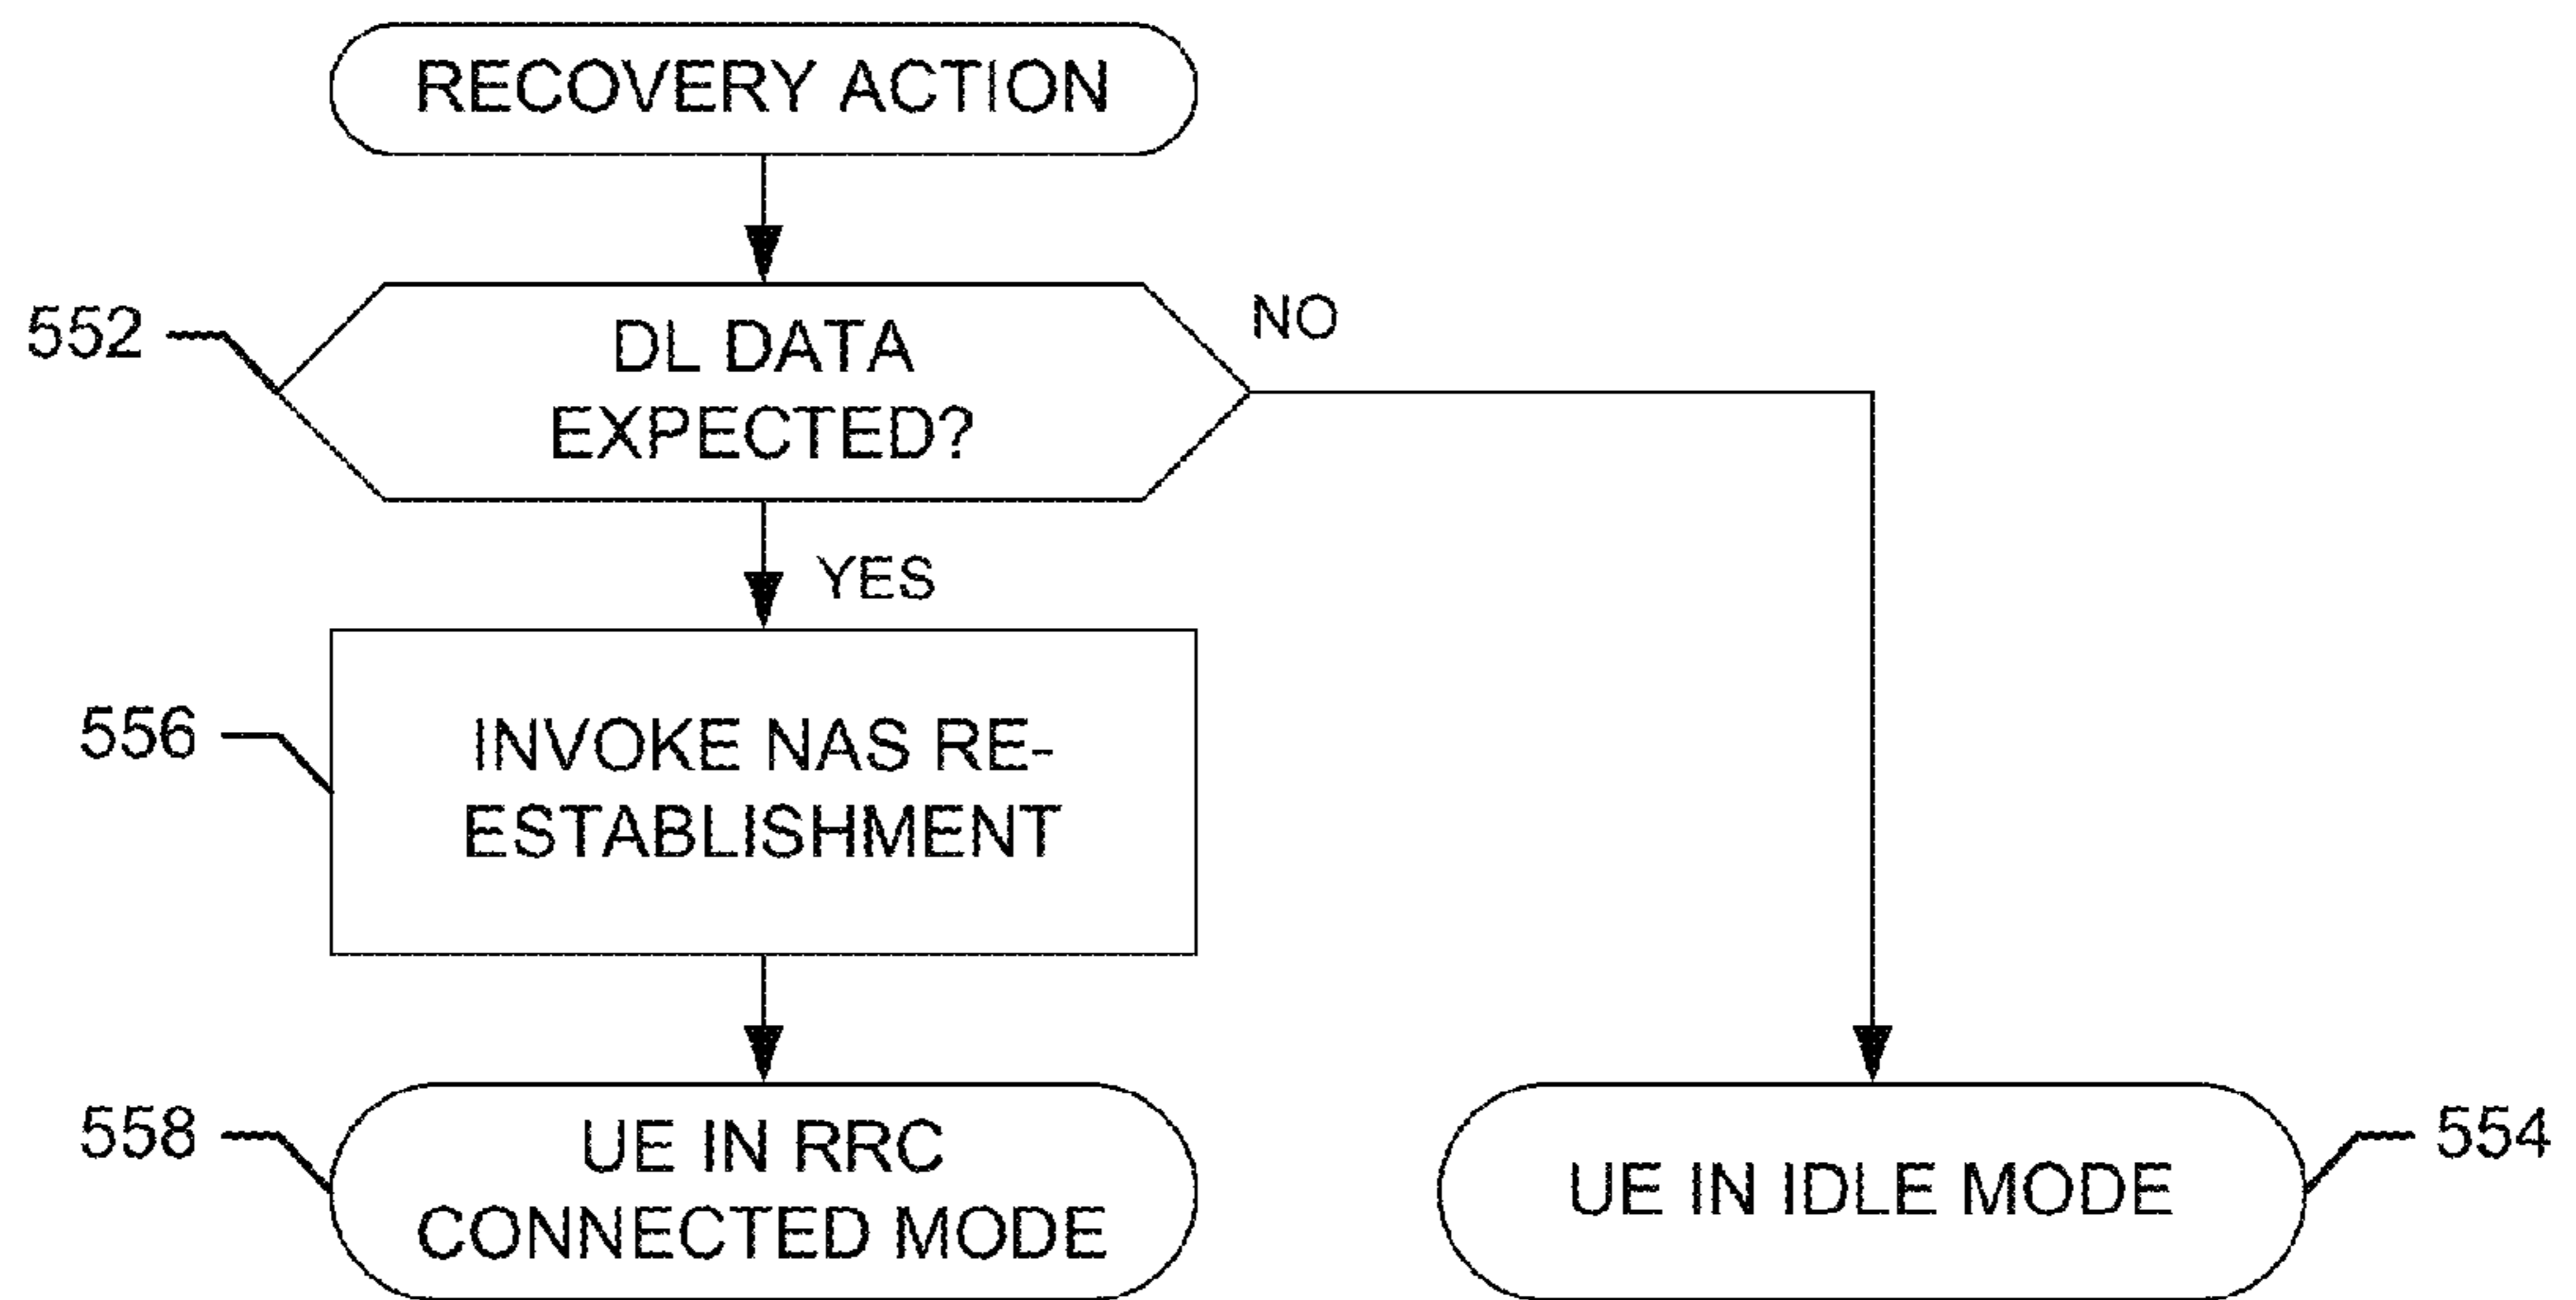 RECOVERY ACTION
552
DL DATA
EXPECTED?
NO
YES
556
INVOKE NAS RE-
ESTABLISHMENT
558
UE IN RRC
CONNECTED MODE
UE IN IDLE MODE
554